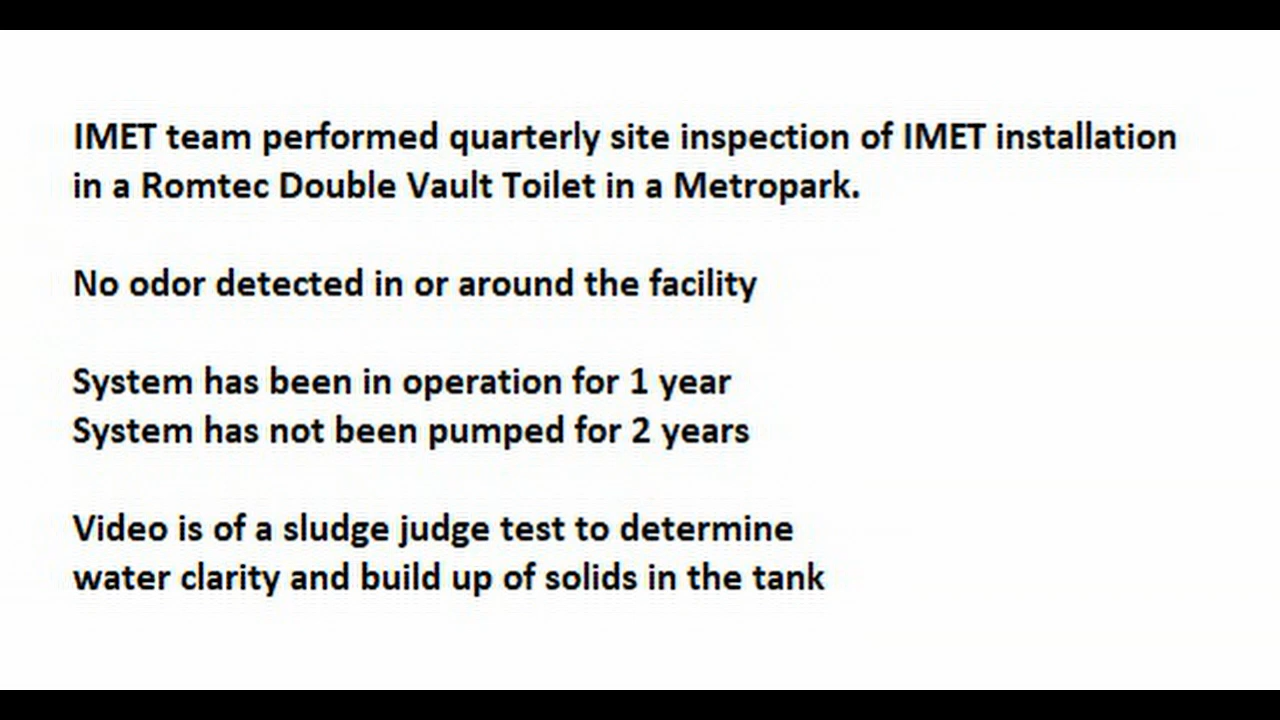 IMET team performed quarterly site inspection of IMET installation
in a Romtec Double Vault Toilet in a Metropark.
No odor detected in or around the facility
System has been in operation for 1 year
System has not been pumped for 2 years
Video is of a sludge judge test to determine
water clarity and build up of solids in the tank